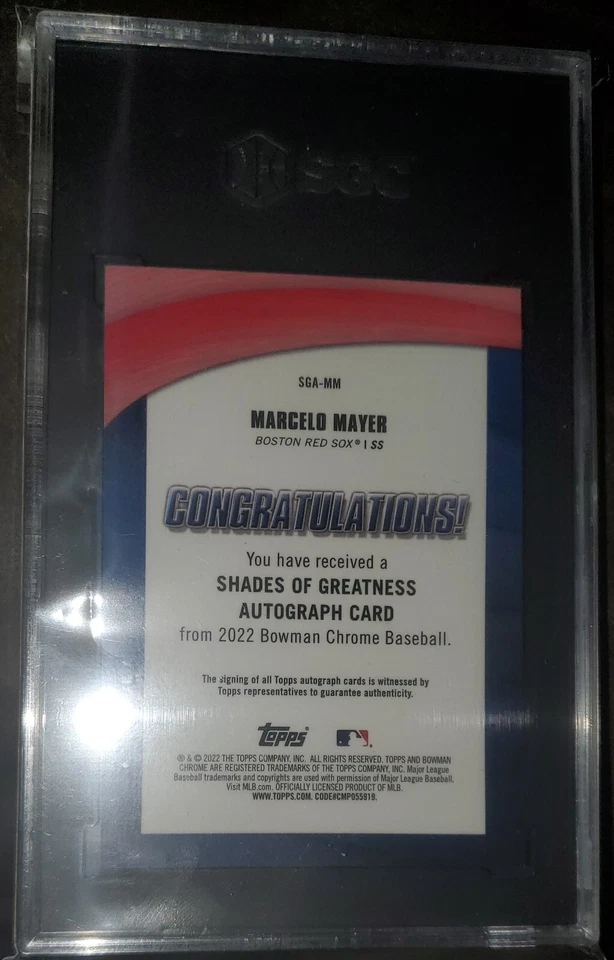 SGC
SGA-MM
MARCELO MAYER
BOSTON RED SOX® | SS
CONGRATULATIONS!
You have received a
SHADES OF GREATNESS
AUTOGRAPH CARD
from 2022 Bowman Chrome Baseball.
The signing of all Topps autograph cards is witnessed by
Topps representatives to guarantee authenticity.
Topps
® & © 2022 THE TOPPS COMPANY, INC. ALL RIGHTS RESERVED. TOPPS AND BOWMAN
CHROME ARE REGISTERED TRADEMARKS OF THE TOPPS COMPANY, INC. Major League
Baseball trademarks and copyrights are used with permission of Major League Baseball.
Visit MLB.com. OFFICIALLY LICENSED PRODUCT OF MLB.
WWW.TOPPS.COM. CODE#CMP055919.